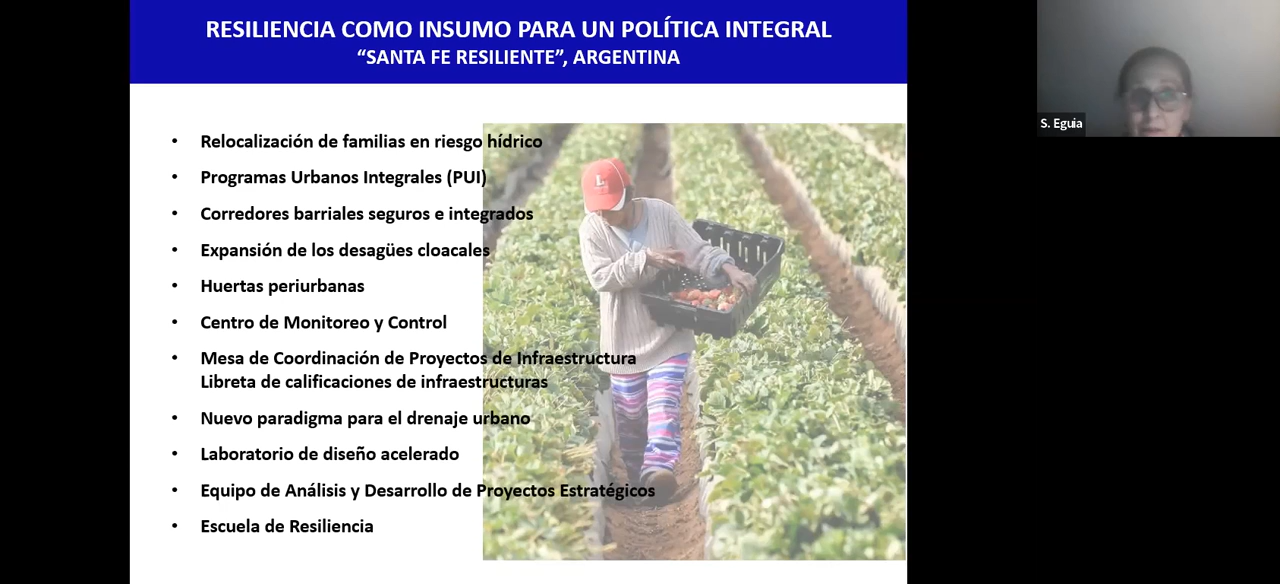 RESILIENCIA COMO INSUMO PARA UN POLÍTICA INTEGRAL
“SANTA FE RESILIENTE”, ARGENTINA
• Relocalización de familias en riesgo hídrico
• Programas Urbanos Integrales (PUI)
• Corredores barriales seguros e integrados
• Expansión de los desagües cloacales
• Huertas periurbanas
• Centro de Monitoreo y Control
• Mesa de Coordinación de Proyectos de Infraestructura
Libreta de calificaciones de infraestructuras
• Nuevo paradigma para el drenaje urbano
• Laboratorio de diseño acelerado
• Equipo de Análisis y Desarrollo de Proyectos Estratégicos
• Escuela de Resiliencia
L
S. Eguia